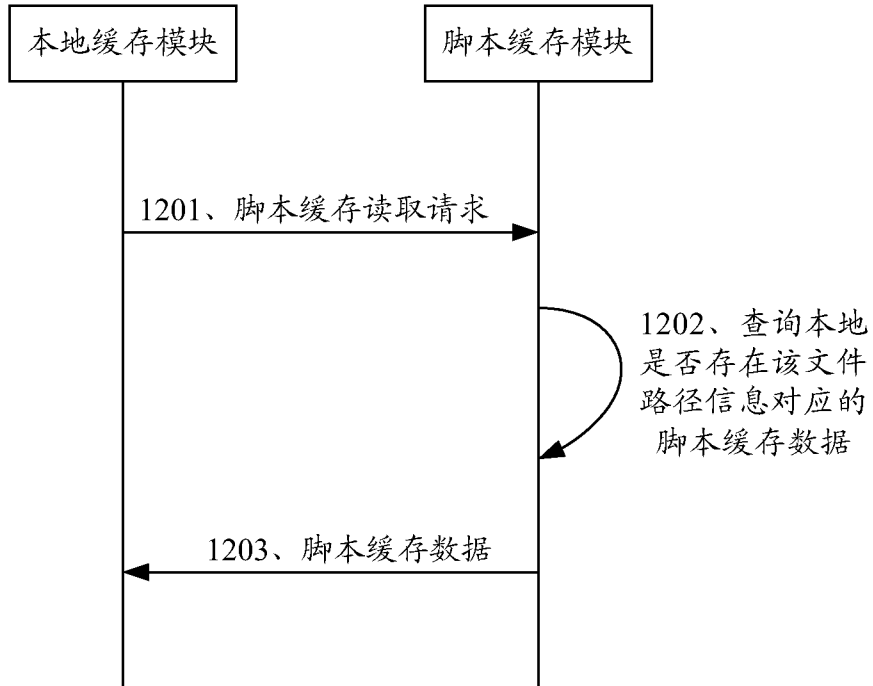 本地缓存模块
脚本缓存模块
1201、脚本缓存读取请求
1202、查询本地
是否存在该文件
路径信息对应的
脚本缓存数据
1203、脚本缓存数据